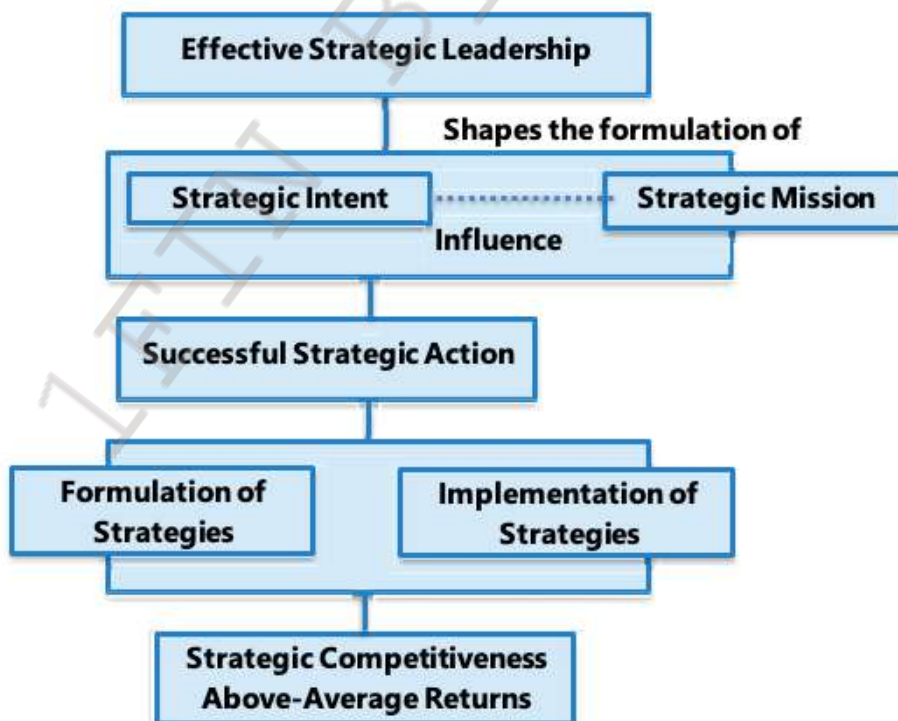 Effective Strategic Leadership
Shapes the formulation of
Strategic Intent
Strategic Mission
Influence
Successful Strategic Action
Formulation of
Strategies
Implementation of
Strategies
Strategic Competitiveness
Above-Average Returns